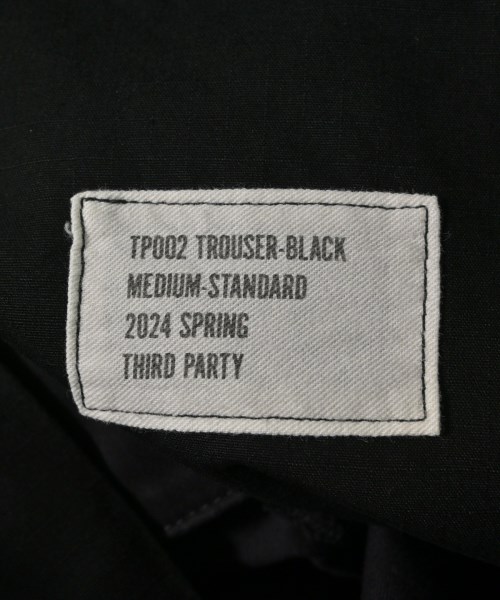 TP002 TROUSER-BLACK
MEDIUM-STANDARD
2024 SPRING
THIRD PARTY